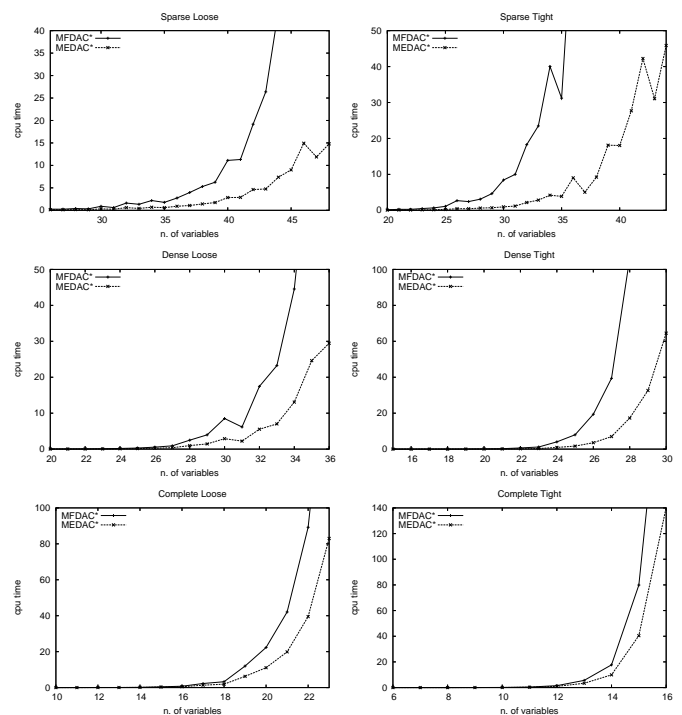 Sparse Loose
MFDAC*
MEDAC*
40
35
30
25
20
15
10
5
0
cpu time
30 35 40 45
n. of variables
Sparse Tight
MFDAC*
MEDAC*
50
40
30
20
10
0
cpu time
20 25 30 35 40
n. of variables
Dense Loose
MFDAC*
MEDAC*
50
40
30
20
10
0
cpu time
20 22 24 26 28 30 32 34 36
n. of variables
Dense Tight
MFDAC*
MEDAC*
100
80
60
40
20
0
cpu time
16 18 20 22 24 26 28 30
n. of variables
Complete Loose
MFDAC*
MEDAC*
100
80
60
40
20
0
cpu time
10 12 14 16 18 20 22
n. of variables
Complete Tight
MFDAC*
MEDAC*
140
120
100
80
60
40
20
0
cpu time
6 8 10 12 14 16
n. of variables